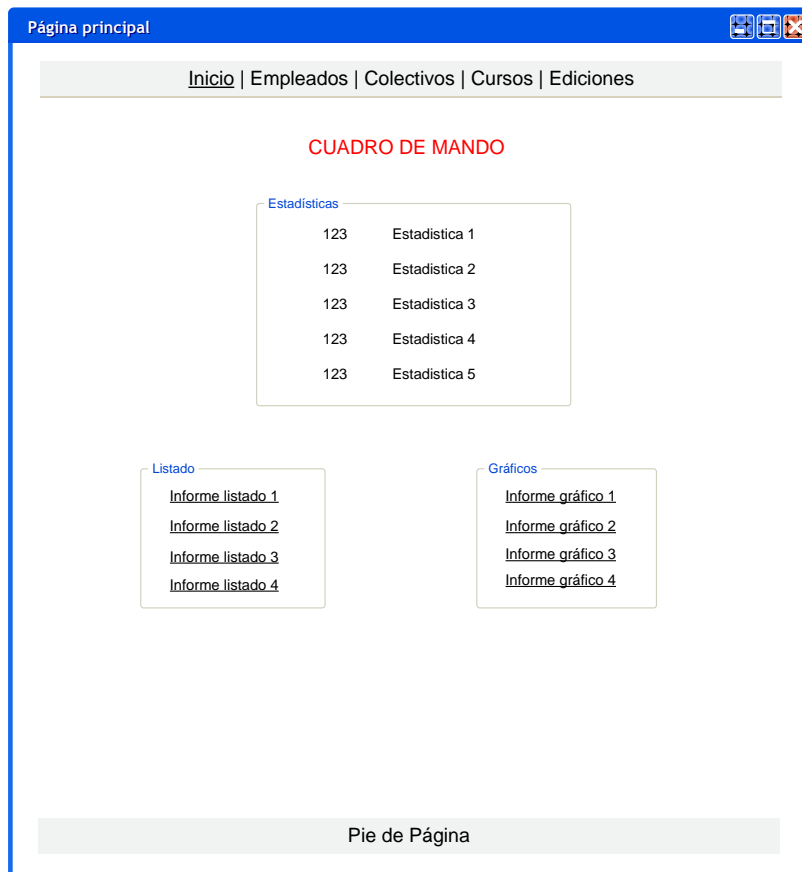 Página principal
Inicio | Empleados | Colectivos | Cursos | Ediciones
CUADRO DE MANDO
Estadísticas
123 Estadistica 1
123 Estadistica 2
123 Estadistica 3
123 Estadistica 4
123 Estadistica 5
Listado
Informe listado 1
Informe listado 2
Informe listado 3
Informe listado 4
Gráficos
Informe gráfico 1
Informe gráfico 2
Informe gráfico 3
Informe gráfico 4
Pie de Página